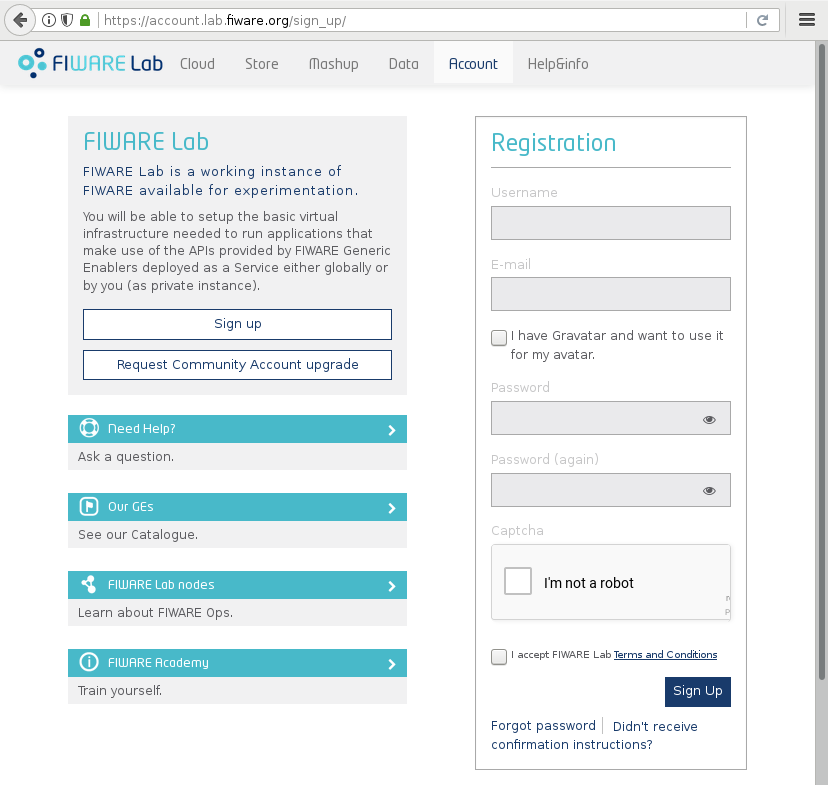 https://account.lab.fiware.org/sign_up/
FIWARE Lab
Cloud
Store
Mashup
Data
Account
Help&info
FIWARE Lab
FIWARE Lab is a working instance of
FIWARE available for experimentation.
You will be able to setup the basic virtual
infrastructure needed to run applications that
make use of the APIs provided by FIWARE Generic
Enablers deployed as a Service either globally or
by you (as private instance).
Sign up
Request Community Account upgrade
Need Help?
Ask a question.
Our GEs
See our Catalogue.
FIWARE Lab nodes
Learn about FIWARE Ops.
FIWARE Academy
Train yourself.
Registration
Username
E-mail
I have Gravatar and want to use it
for my avatar.
Password
Password (again)
Captcha
I'm not a robot
I accept FIWARE Lab Terms and Conditions
Sign Up
Forgot password
Didn't receive
confirmation instructions?